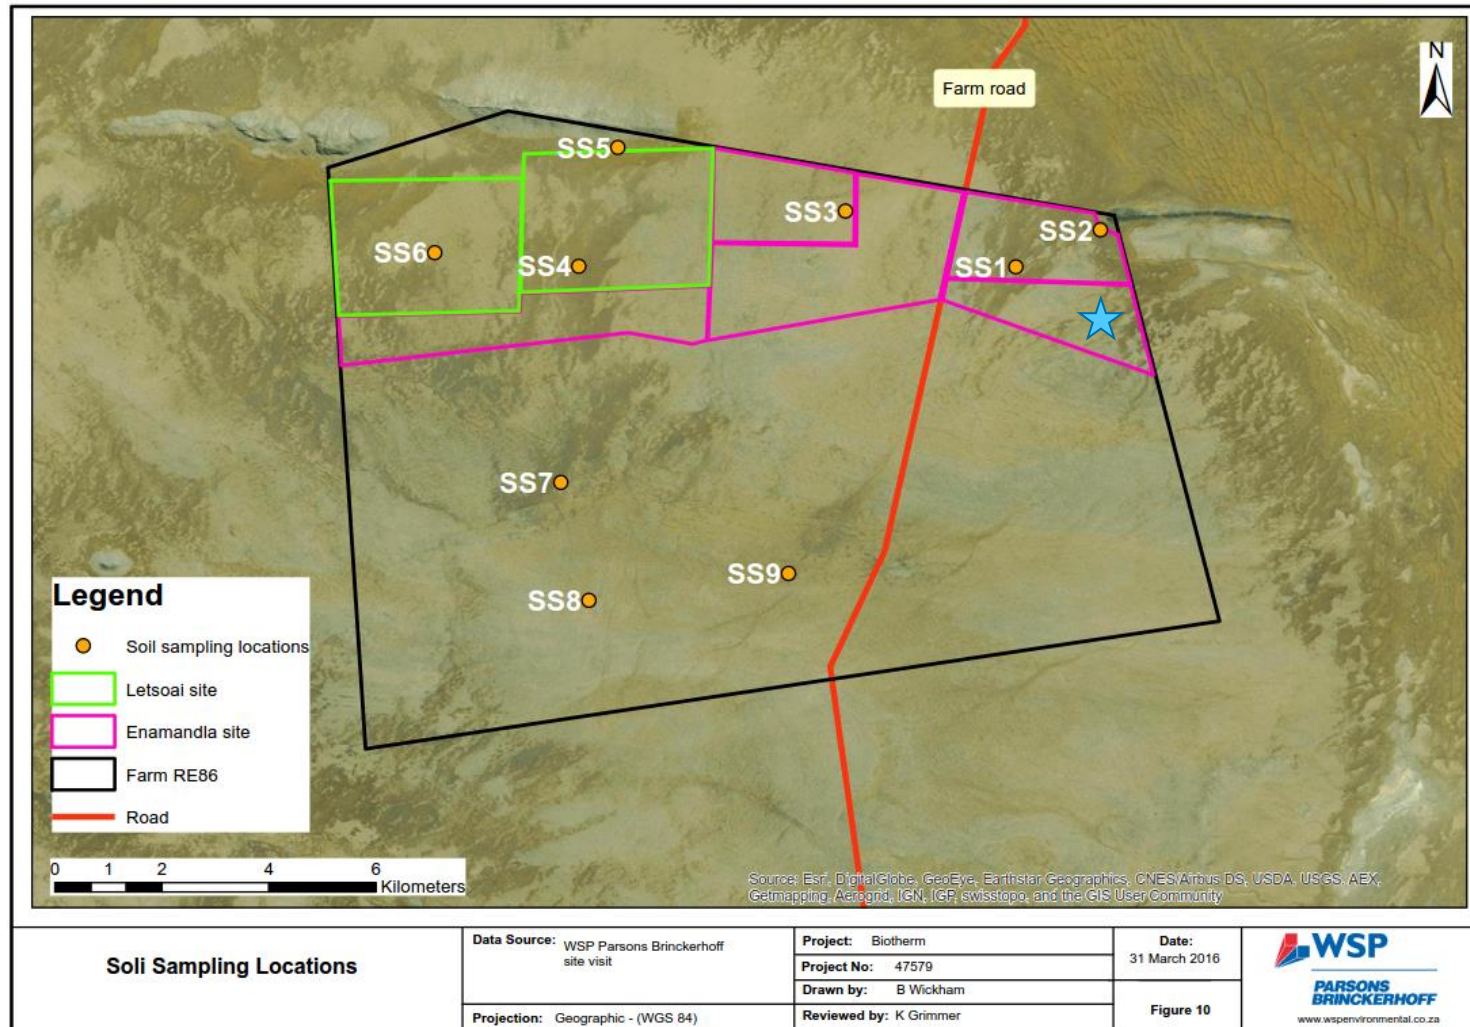 N
Farm road
SS5
SS3
SS2
SS6
SS4
SS1
SS7
SS9
SS8
Legend
Soil sampling locations
Letsoai site
Enamandla site
Farm RE86
Road
0 1 2 4 6
Kilometers
Source: Esri, DigitalGlobe, GeoEye, Earthstar Geographics, CNES/Airbus DS, USDA, USGS, AEX,
Getmapping, Aerogrid, IGN, IGP, swisstopo, and the GIS User Community
Soli Sampling Locations
Data Source: WSP Parsons Brinckerhoff
site visit
Projection: Geographic - (WGS 84)
Project: Biotherm
Project No: 47579
Drawn by: B Wickham
Reviewed by: K Grimmer
Date:
31 March 2016
Figure 10
WSP
PARSONS
BRINCKERHOFF
www.wspenvironmental.co.za